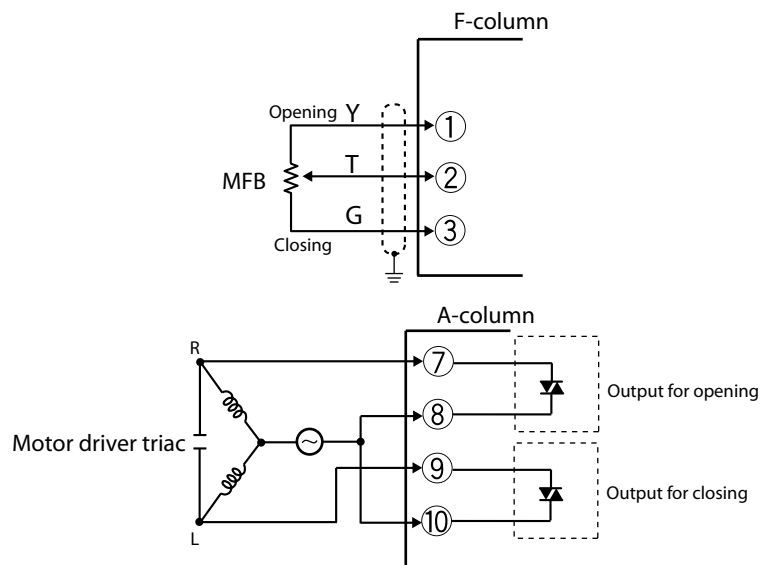 F-column
Opening Y
①
T
MFB
②
G
③
Closing
A-column
R
⑦
Output for opening
⑧
Motor driver triac
⑨
Output for closing
⑩
L